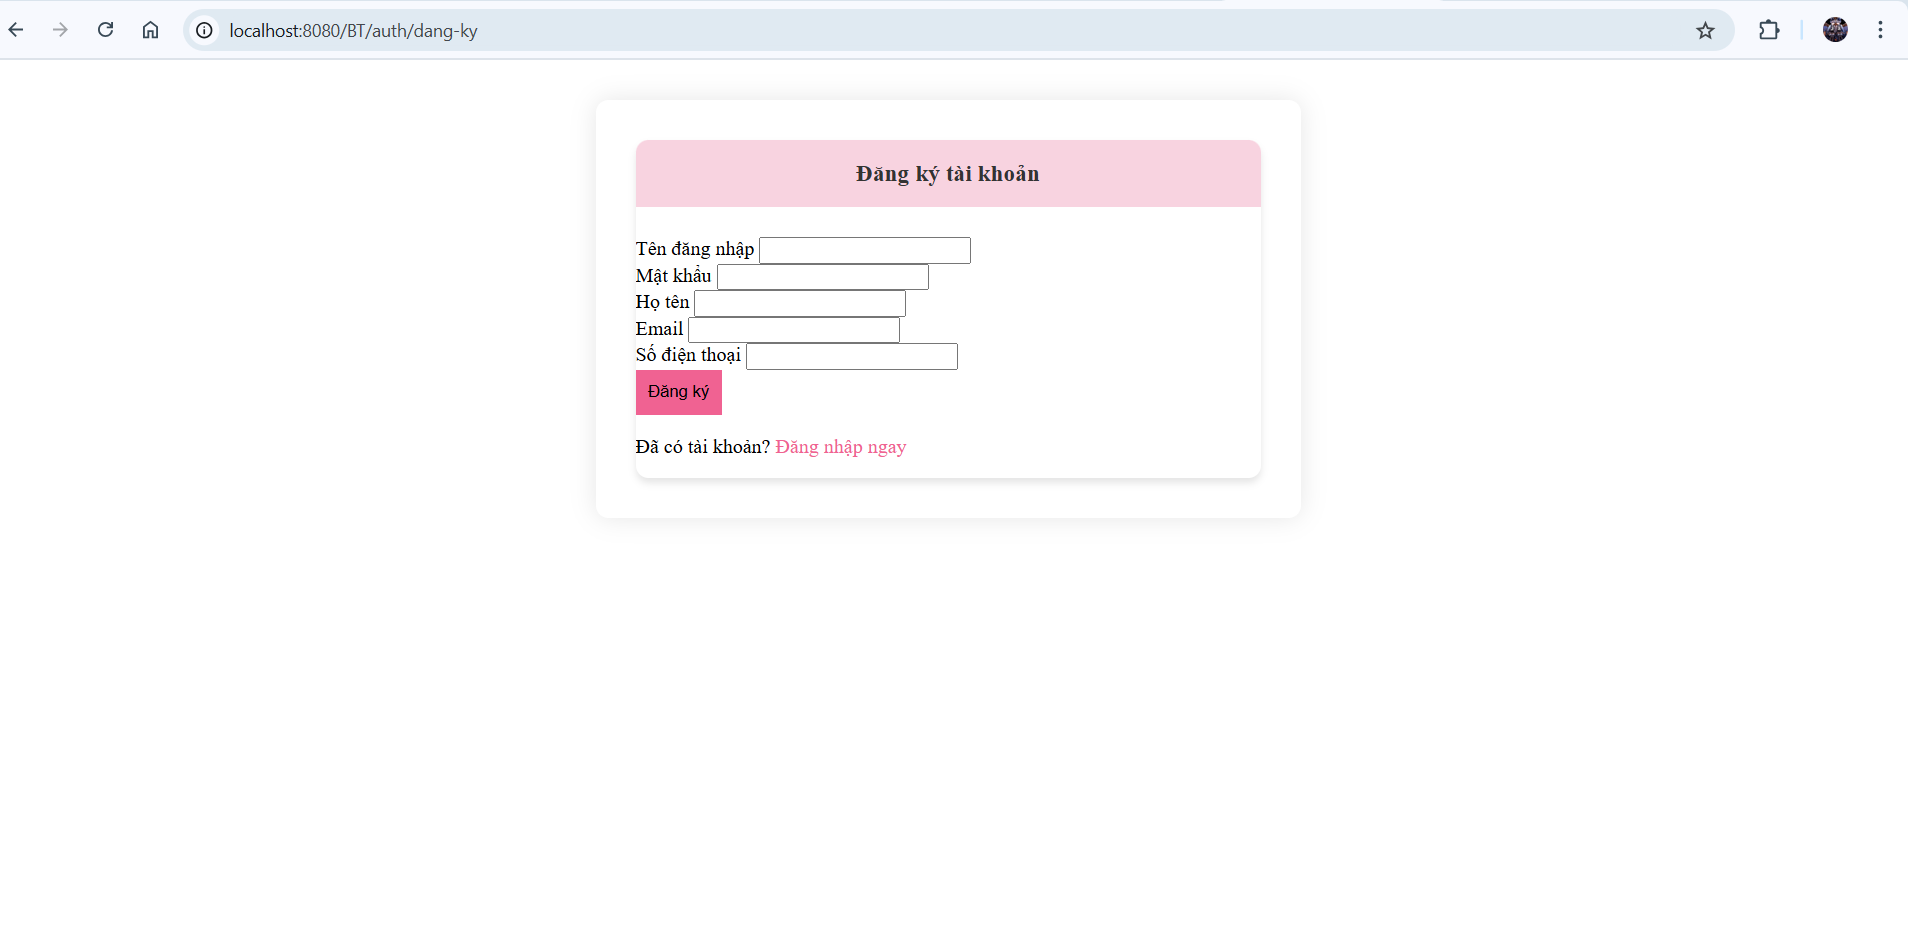 localhost:8080/BT/auth/dang-ky
Đăng ký tài khoản
Tên đăng nhập
Mật khẩu
Họ tên
Email
Số điện thoại
Đăng ký
Đã có tài khoản? Đăng nhập ngay